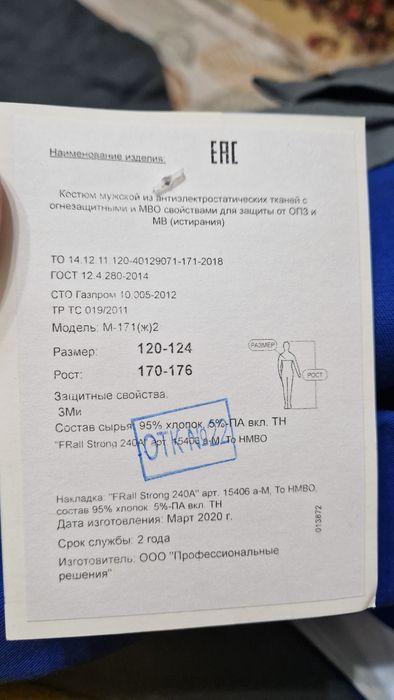 Наименование изделия:
ЕАС
Костюм мужской из антиэлектростатических тканей с
огнезащитными и МВО свойствами для защиты от ОПЗ и
МВ (истирания)
ТО 14.12.11 120-40129071-171-2018
ГОСТ 12.4.280-2014
СТО Газпром 10.005-2012
ТР ТС 019/2011
Модель: М-171(ж)2
Размер: 120-124
Рост: 170-176
РАЗМЕР
РОСТ
Защитные свойства.
ЗМи
Состав сырья: 95% хлопок, 5%-ПА вкл. ТН
"FRall Strong 240A" арт. 15406 а-М, То НМВО
ОТК №22
Накладка: "FRall Strong 240A" арт. 15406 а-М, То НМВО,
состав 95% хлопок. 5%-ПА вкл. ТН
Дата изготовления: Март 2020 г.
Срок службы: 2 года
Изготовитель: ООО "Профессиональные
решения"
013872